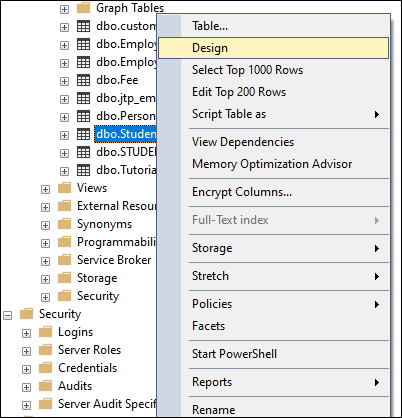 Graph Tables
dbo.custom
dbo.Employ
dbo.Employ
dbo.Fee
dbo.jtp_em
dbo.Person
dbo.Studen
dbo.STUDE
dbo.Tutoria
Views
External Resou
Synonyms
Programmabili
Service Broker
Storage
Security
Security
Logins
Server Roles
Credentials
Audits
Server Audit Specif
Table...
Design
Select Top 1000 Rows
Edit Top 200 Rows
Script Table as
View Dependencies
Memory Optimization Advisor
Encrypt Columns...
Full-Text index
Storage
Stretch
Policies
Facets
Start PowerShell
Reports
Rename